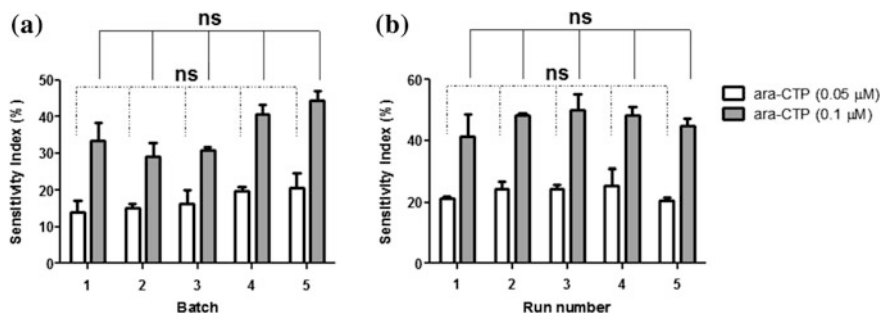 (a)
ns
ns
Sensitivity Index (%)
50
40
30
20
10
0
1 2 3 4 5
Batch
(b)
ns
ns
Sensitivity Index (%)
60
40
20
0
1 2 3 4 5
Run number
ara-CTP (0.05 µM)
ara-CTP (0.1 µM)